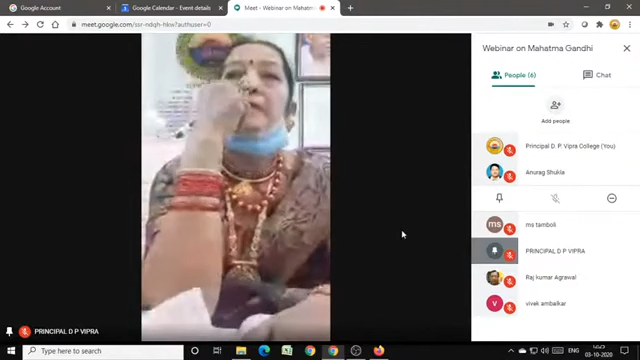 Google Account
Google Calendar - Event details
Meet - Webinar on Mahatma
meet.google.com/ssr-ndqh-hkw?authuser=0
Webinar on Mahatma Gandhi
People (6)
Chat
Add people
Principal D. P. Vipra College (You)
Anurag Shukla
ms
ms tamboli
PRINCIPAL D P VIPRA
Raj kumar Agrawal
v
vivek ambalkar
PRINCIPAL D P VIPRA
Type here to search
ENG
03-10-2020